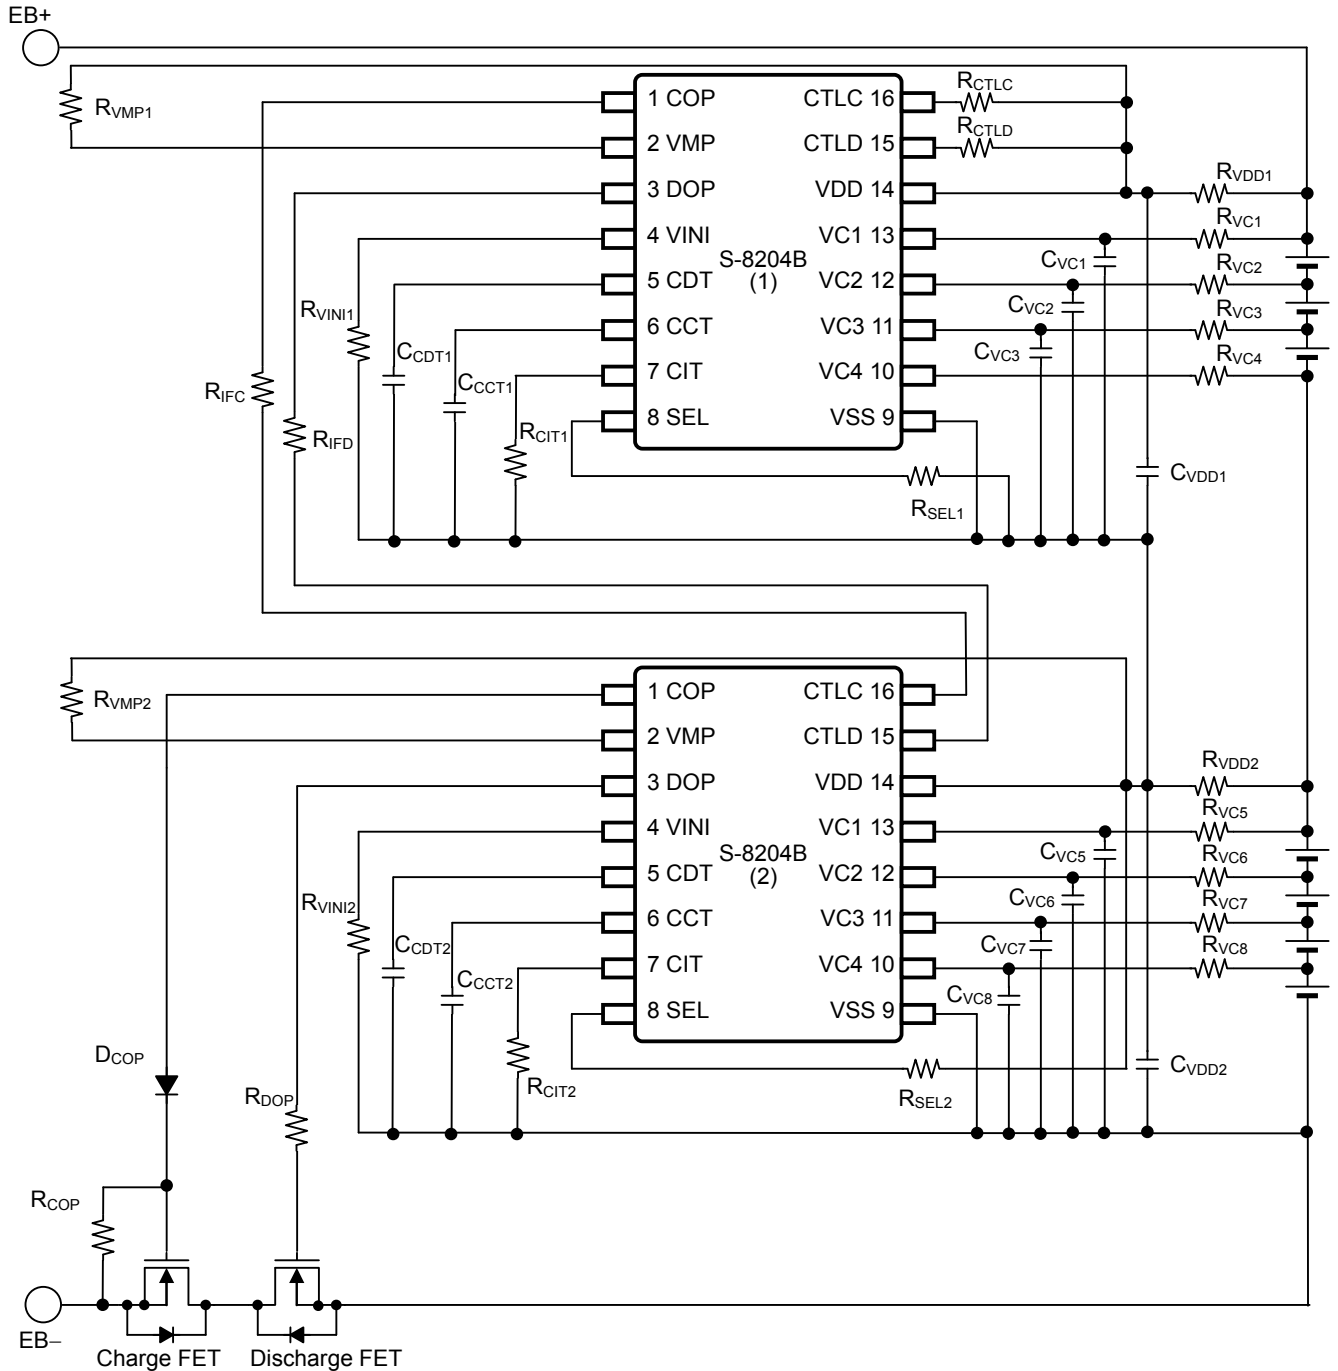 EB+
RVMP1
1 COP
CTLC 16
RCTLC
2 VMP
CTLD 15
RCTLD
3 DOP
VDD 14
RVDD1
4 VINI
VC1 13
RVC1
S-8204B
(1)
CVC1
5 CDT
VC2 12
RVC2
RVINI1
CVC2
6 CCT
VC3 11
RVC3
CCDT1
CVC3
7 CIT
VC4 10
RVC4
CCCT1
RIFC
8 SEL
VSS 9
RIFD
RCIT1
CVDD1
RSEL1
RVMP2
1 COP
CTLC 16
2 VMP
CTLD 15
3 DOP
VDD 14
RVDD2
4 VINI
VC1 13
RVC5
S-8204B
(2)
CVC5
5 CDT
VC2 12
RVC6
RVINI2
CVC6
6 CCT
VC3 11
RVC7
CCDT2
CVC7
7 CIT
VC4 10
RVC8
CCCT2
CVC8
8 SEL
VSS 9
DCOP
RDOP
RCIT2
CVDD2
RSEL2
RCOP
EB−
Charge FET
Discharge FET